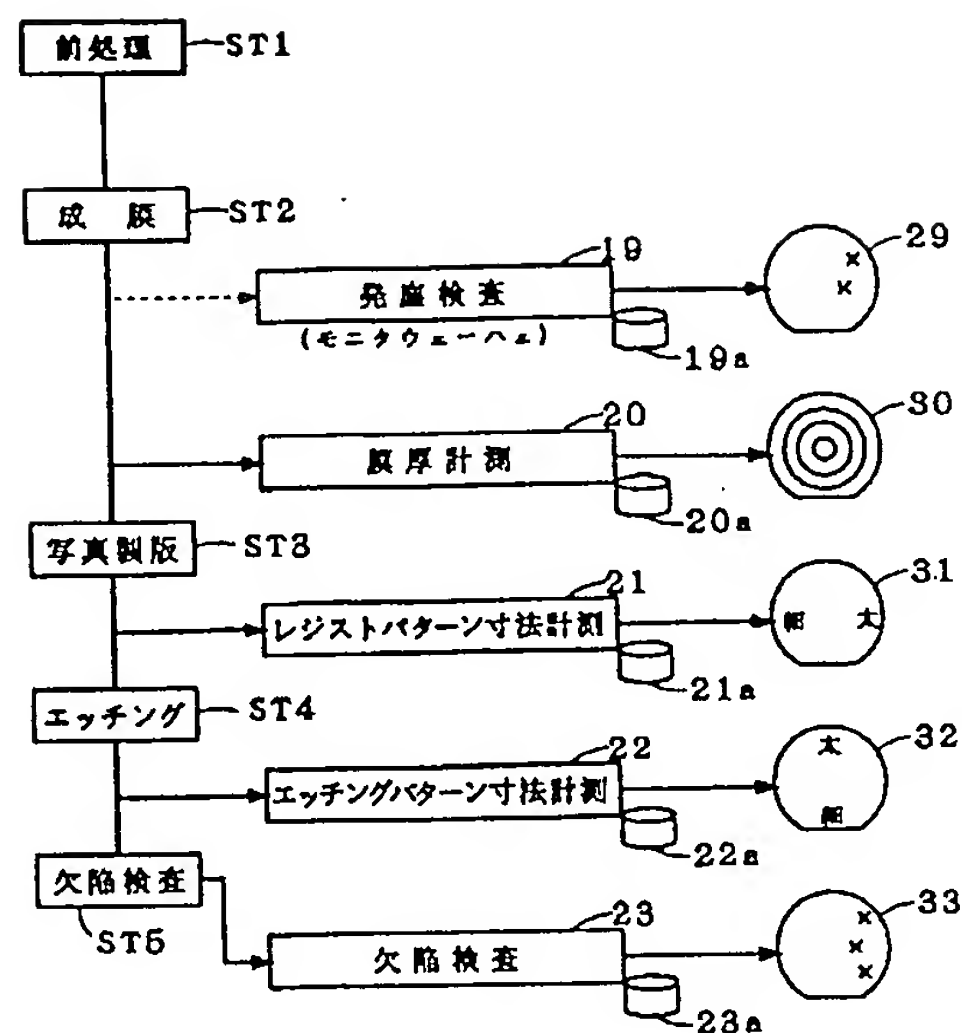 前処理
ST1
成膜
ST2
19
発塵検査
(モニタウェーハ)
19a
29
20
膜厚計測
20a
30
写真製版
ST3
21
レジストパターン寸法計測
21a
31
細 太
エッチング
ST4
22
エッチングパターン寸法計測
22a
32
太
細
欠陥検査
ST5
23
欠陥検査
23a
33